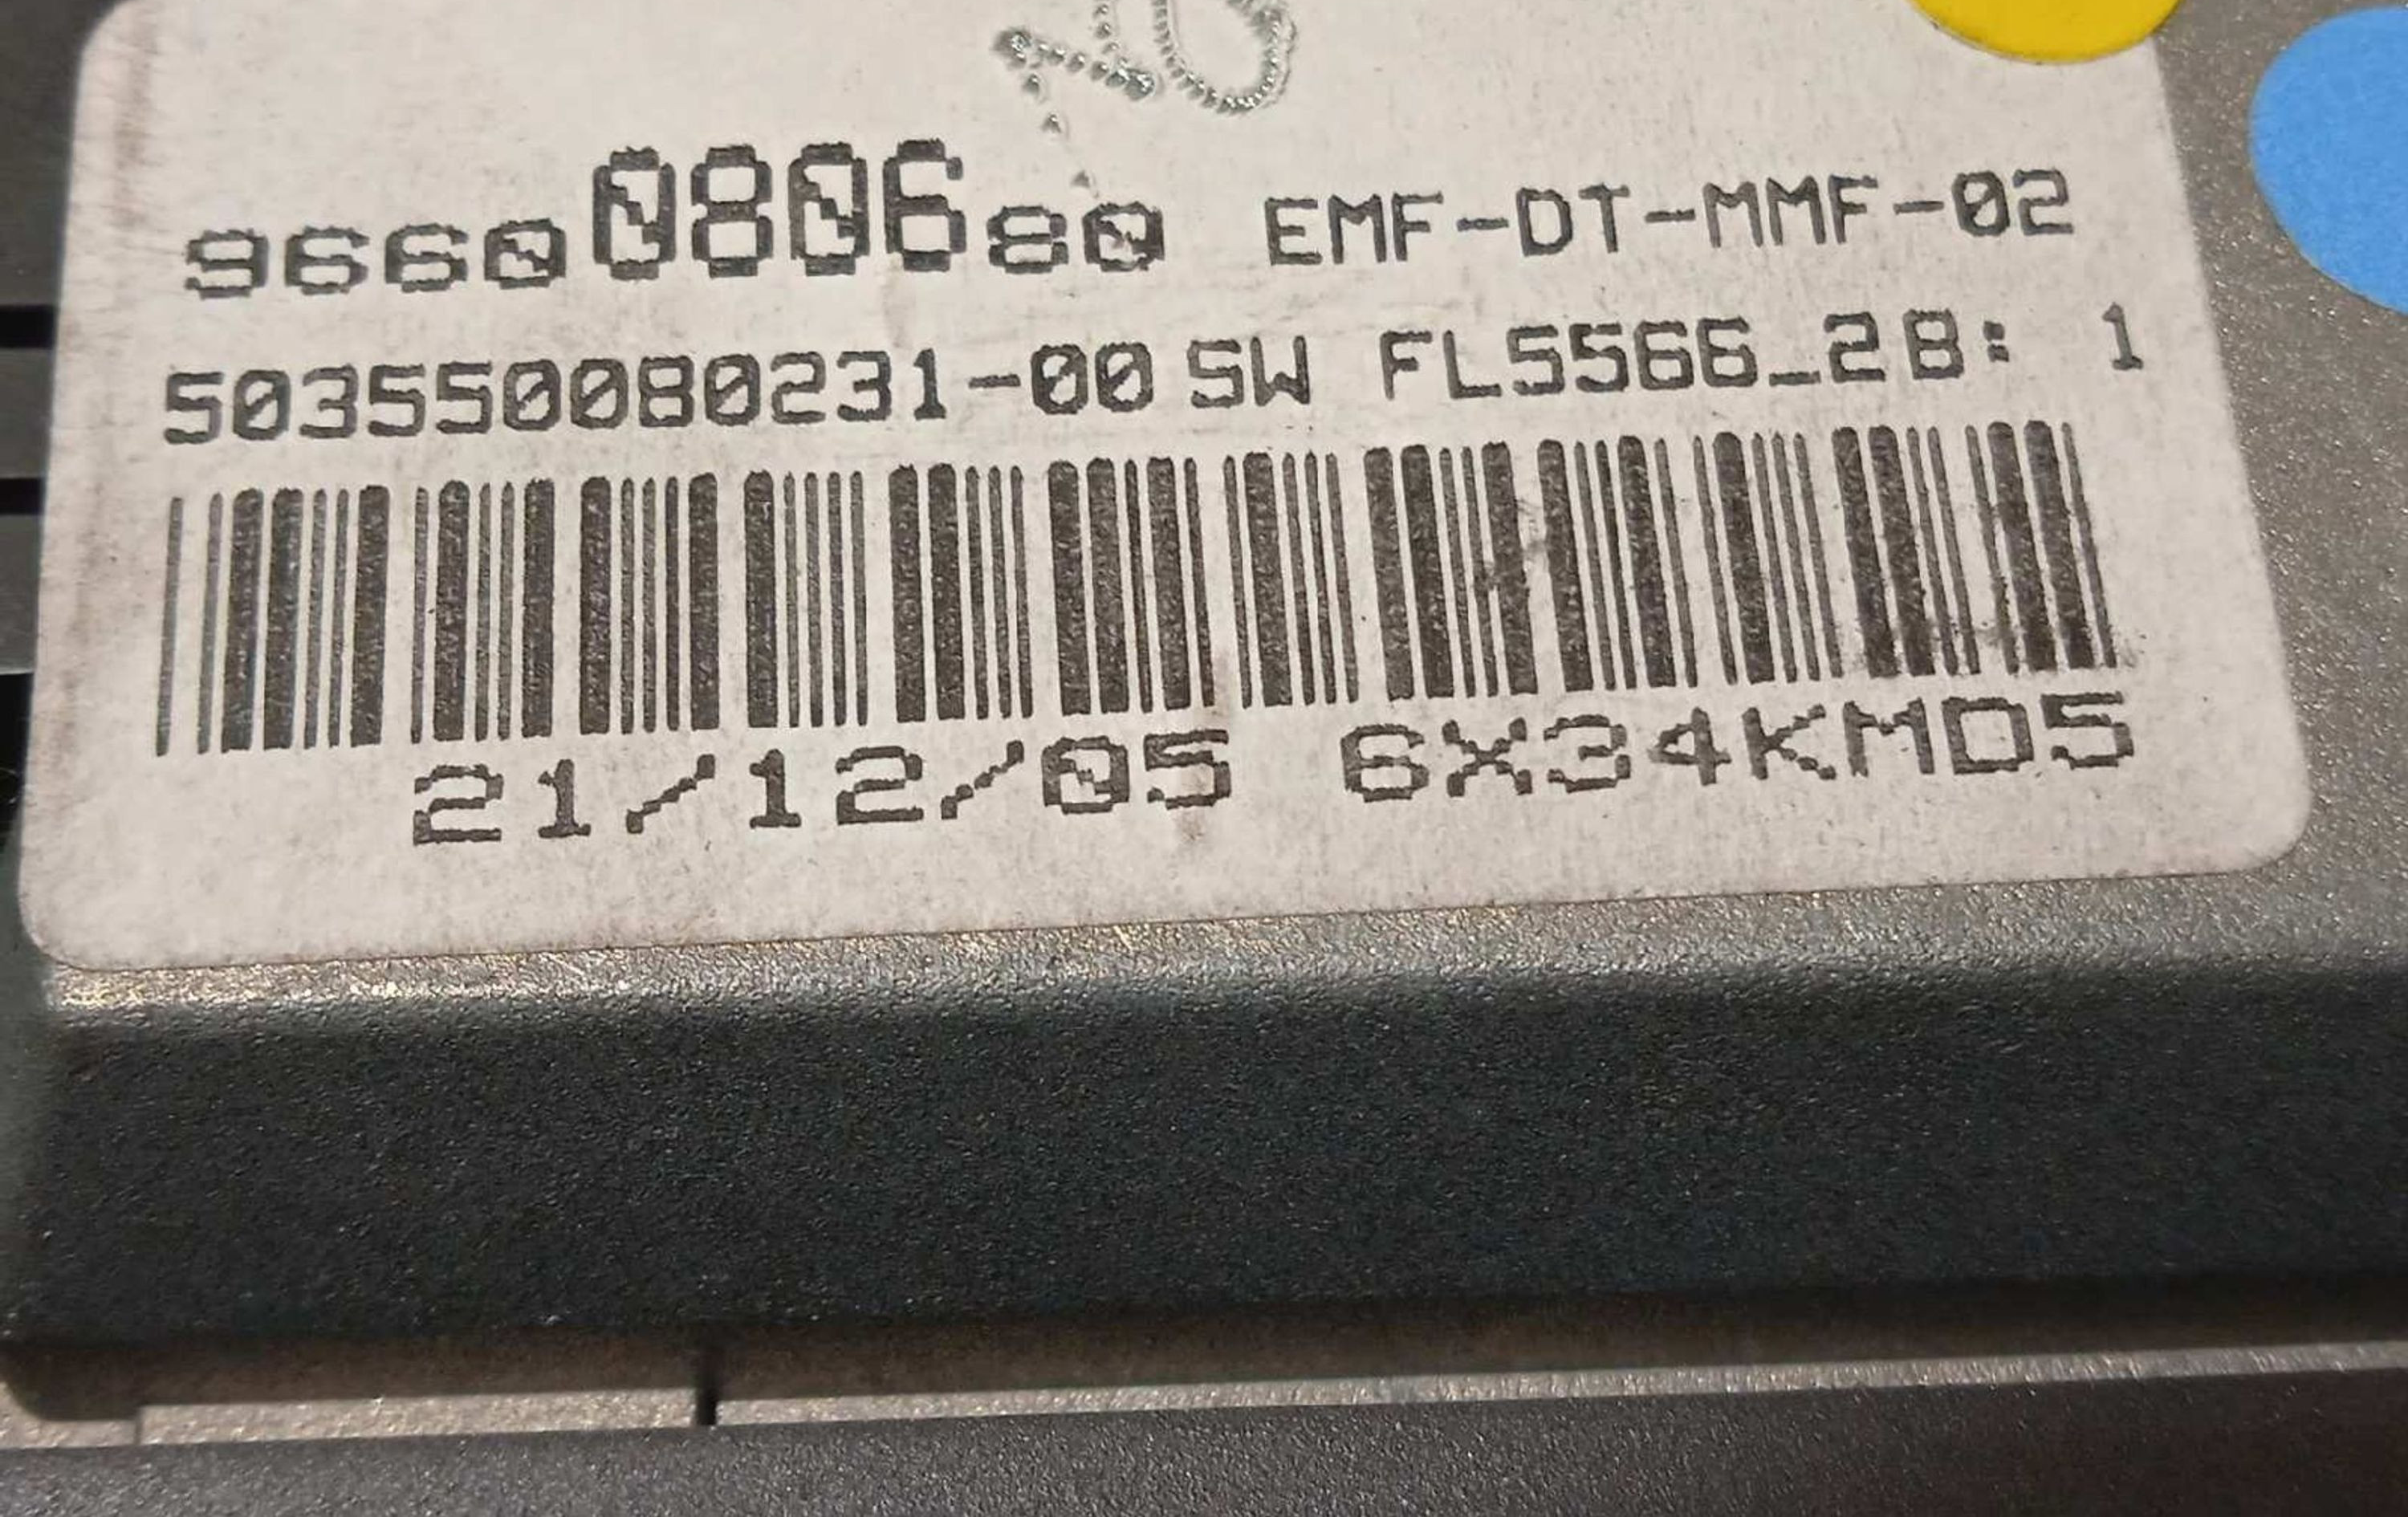 9660080680 EMF-DT-MMF-02
503550080231-00 SW FL5566_2B: 1
21/12/05 6X34KMD5